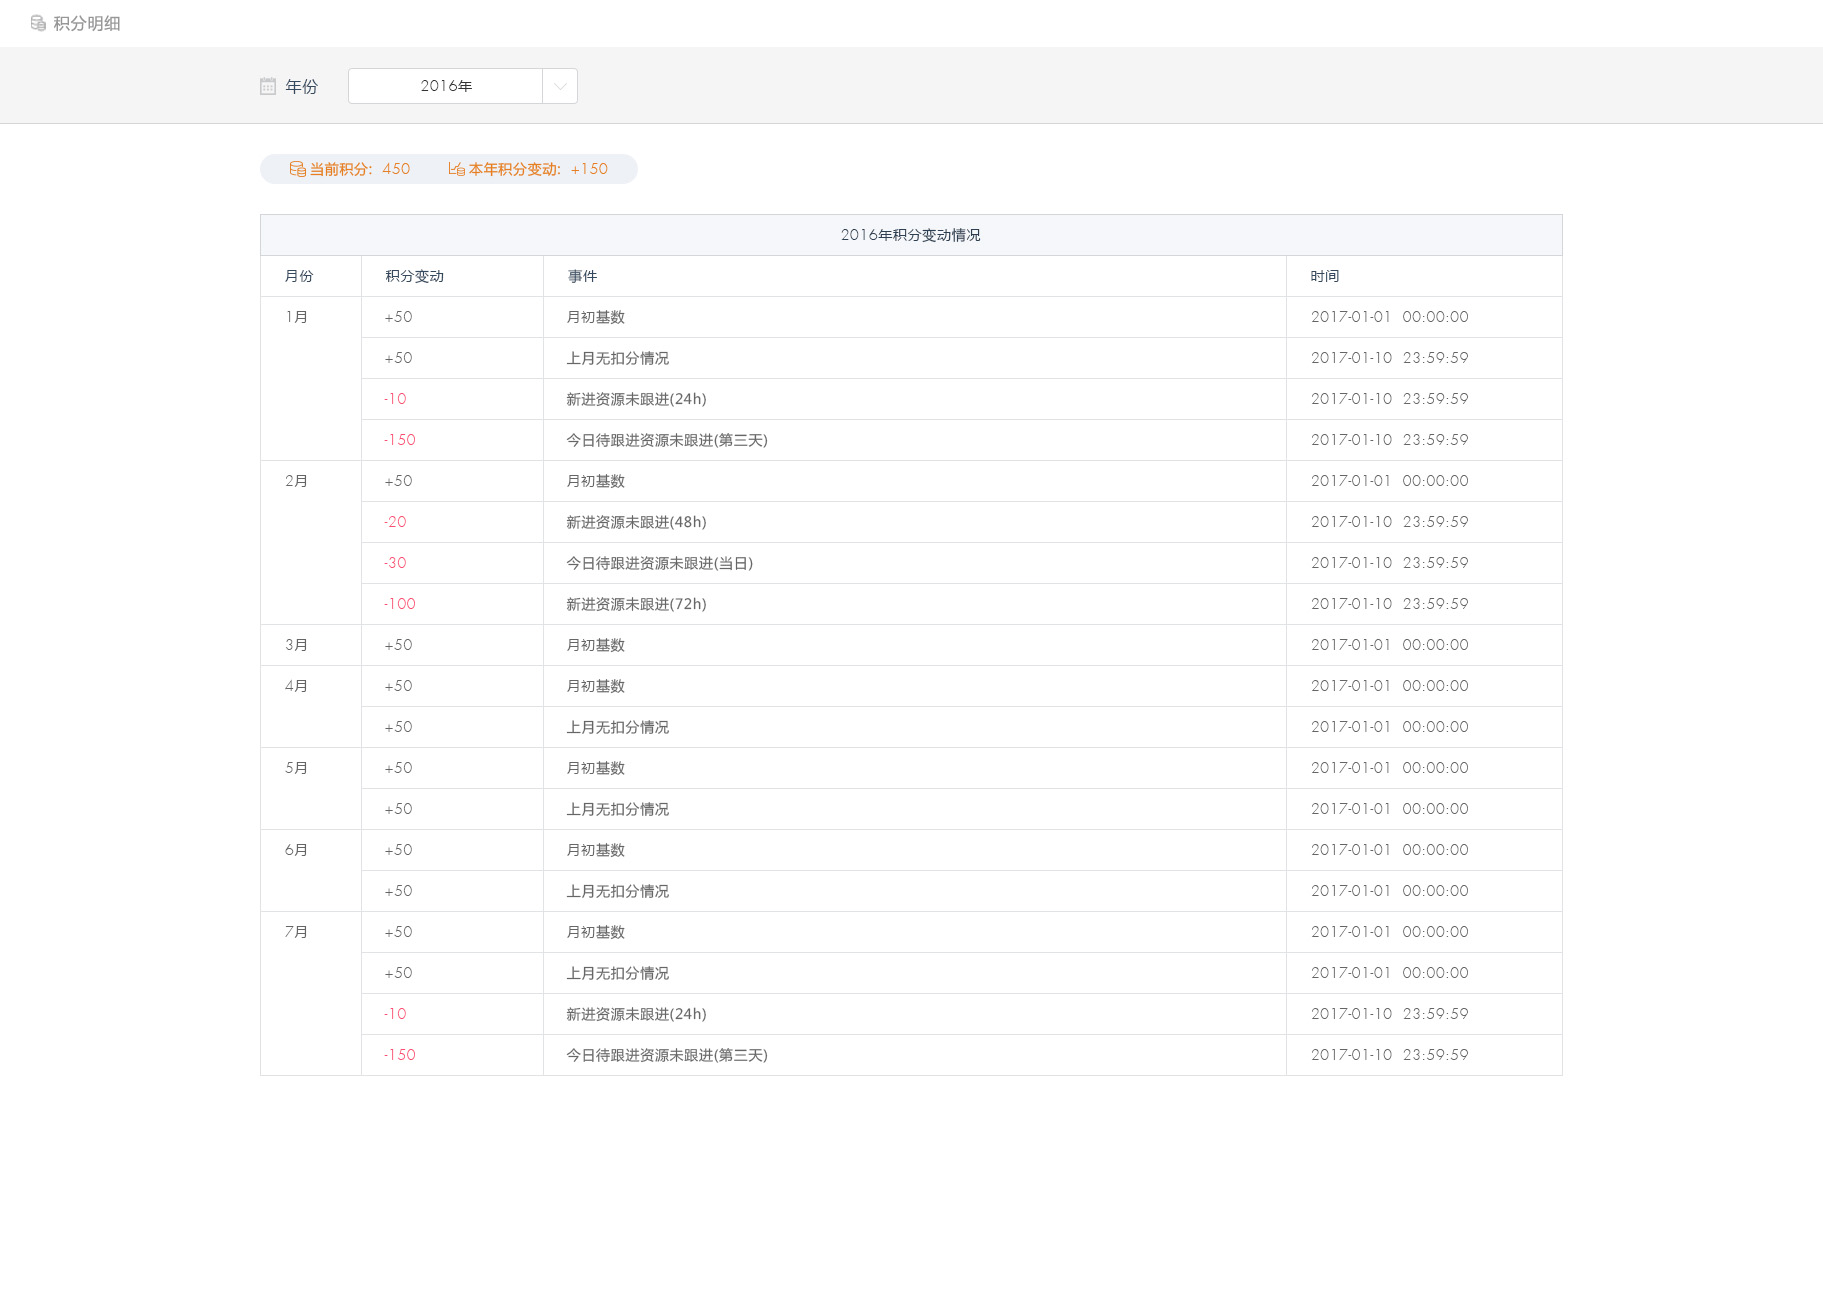 积分明细
年份 2016年
当前积分: 450 本年积分变动: +150
2016年积分变动情况
月份 积分变动 事件 时间
1月 +50 月初基数 2017-01-01 00:00:00
+50 上月无扣分情况 2017-01-10 23:59:59
-10 新进资源未跟进(24h) 2017-01-10 23:59:59
-150 今日待跟进资源未跟进(第三天) 2017-01-10 23:59:59
2月 +50 月初基数 2017-01-01 00:00:00
-20 新进资源未跟进(48h) 2017-01-10 23:59:59
-30 今日待跟进资源未跟进(当日) 2017-01-10 23:59:59
-100 新进资源未跟进(72h) 2017-01-10 23:59:59
3月 +50 月初基数 2017-01-01 00:00:00
4月 +50 月初基数 2017-01-01 00:00:00
+50 上月无扣分情况 2017-01-01 00:00:00
5月 +50 月初基数 2017-01-01 00:00:00
+50 上月无扣分情况 2017-01-01 00:00:00
6月 +50 月初基数 2017-01-01 00:00:00
+50 上月无扣分情况 2017-01-01 00:00:00
7月 +50 月初基数 2017-01-01 00:00:00
+50 上月无扣分情况 2017-01-01 00:00:00
-10 新进资源未跟进(24h) 2017-01-10 23:59:59
-150 今日待跟进资源未跟进(第三天) 2017-01-10 23:59:59